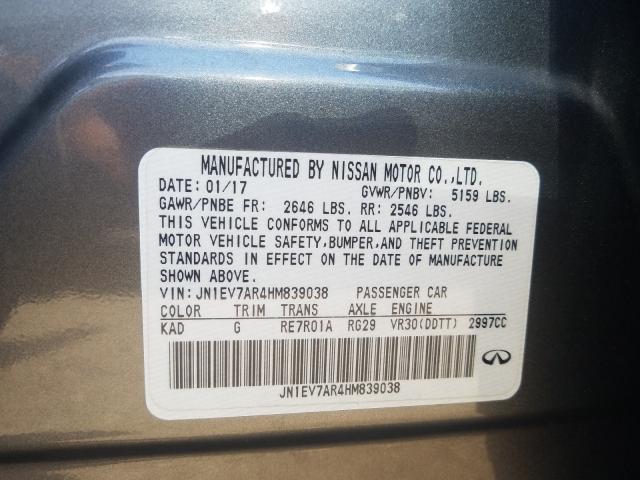 MANUFACTURED BY NISSAN MOTOR CO.,LTD.
DATE: 01/17 GVWR/PNBV: 5159 LBS.
GAWR/PNBE FR: 2646 LBS. RR: 2546 LBS.
THIS VEHICLE CONFORMS TO ALL APPLICABLE FEDERAL
MOTOR VEHICLE SAFETY,BUMPER,AND THEFT PREVENTION
STANDARDS IN EFFECT ON THE DATE OF MANUFACTURE
SHOWN ABOVE.
VIN: JN1EV7AR4HM839038 PASSENGER CAR
COLOR TRIM TRANS AXLE ENGINE
KAD G RE7R01A RG29 VR30(DDTT) 2997CC
JN1EV7AR4HM839038